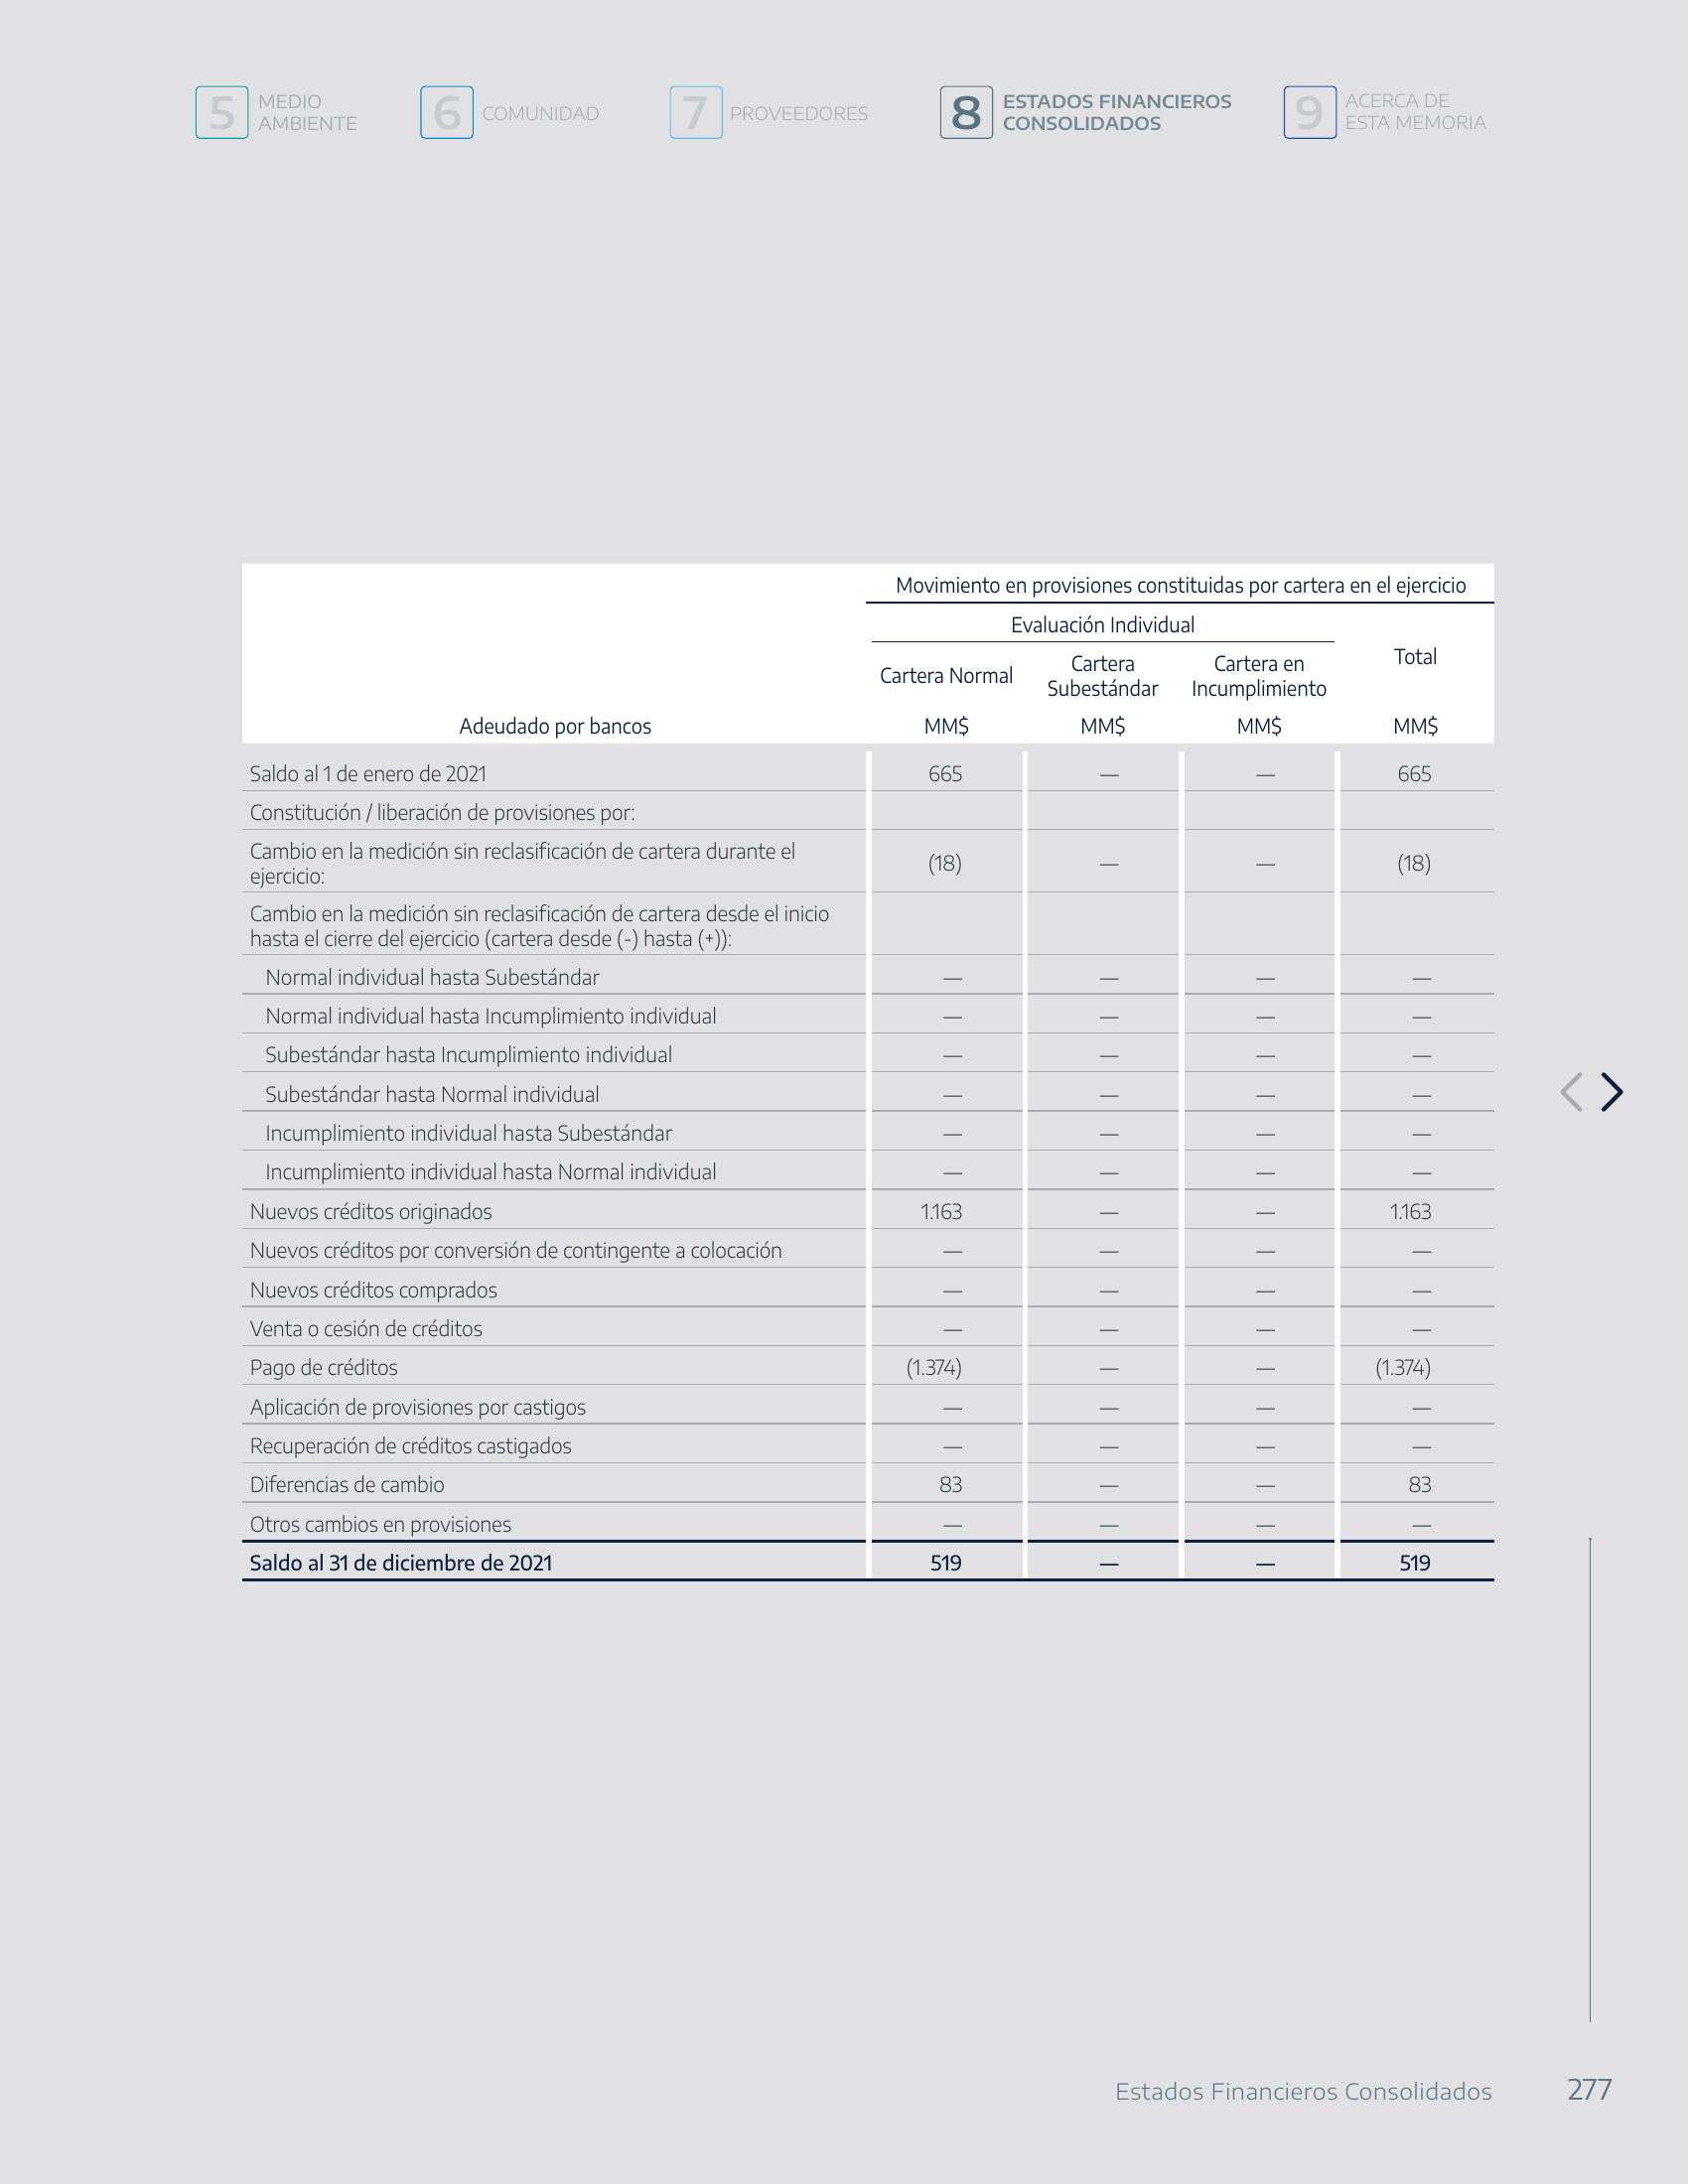 5 MEDIO AMBIENTE
6 COMUNIDAD
7 PROVEEDORES
8 ESTADOS FINANCIEROS CONSOLIDADOS
9 ACERCA DE ESTA MEMORIA
Movimiento en provisiones constituidas por cartera en el ejercicio
Evaluación Individual
Total
Cartera Normal
Cartera Subestándar
Cartera en Incumplimiento
Adeudado por bancos MM$ MM$ MM$ MM$
Saldo al 1 de enero de 2021 665 — — 665
Constitución / liberación de provisiones por:
Cambio en la medición sin reclasificación de cartera durante el
ejercicio: (18) — — (18)
Cambio en la medición sin reclasificación de cartera desde el inicio
hasta el cierre del ejercicio (cartera desde (-) hasta (+)):
Normal individual hasta Subestándar — — — —
Normal individual hasta Incumplimiento individual — — — —
Subestándar hasta Incumplimiento individual — — — —
Subestándar hasta Normal individual — — — —
Incumplimiento individual hasta Subestándar — — — —
Incumplimiento individual hasta Normal individual — — — —
Nuevos créditos originados 1.163 — — 1.163
Nuevos créditos por conversión de contingente a colocación — — — —
Nuevos créditos comprados — — — —
Venta o cesión de créditos — — — —
Pago de créditos (1.374) — — (1.374)
Aplicación de provisiones por castigos — — — —
Recuperación de créditos castigados — — — —
Diferencias de cambio 83 — — 83
Otros cambios en provisiones — — — —
Saldo al 31 de diciembre de 2021 519 — — 519
Estados Financieros Consolidados 277